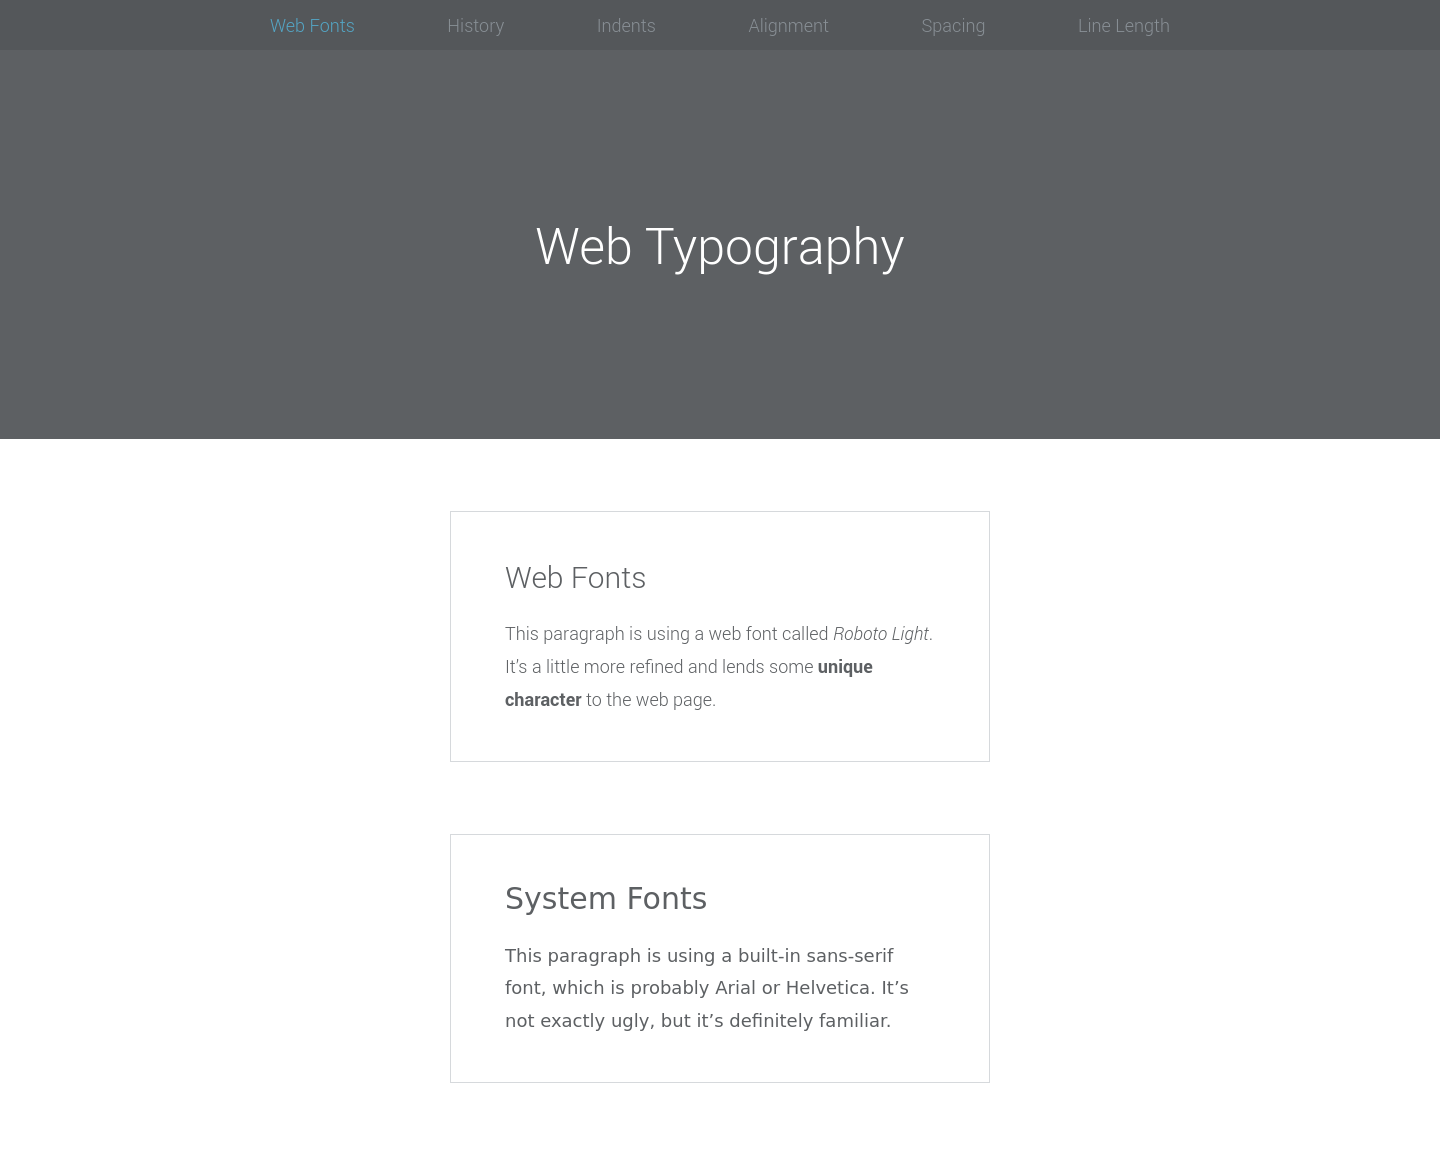 Web Fonts History Indents Alignment Spacing Line Length
Web Typography
Web Fonts
This paragraph is using a web font called Roboto Light.
It’s a little more refined and lends some unique
character to the web page.
System Fonts
This paragraph is using a built-in sans-serif
font, which is probably Arial or Helvetica. It’s
not exactly ugly, but it’s definitely familiar.